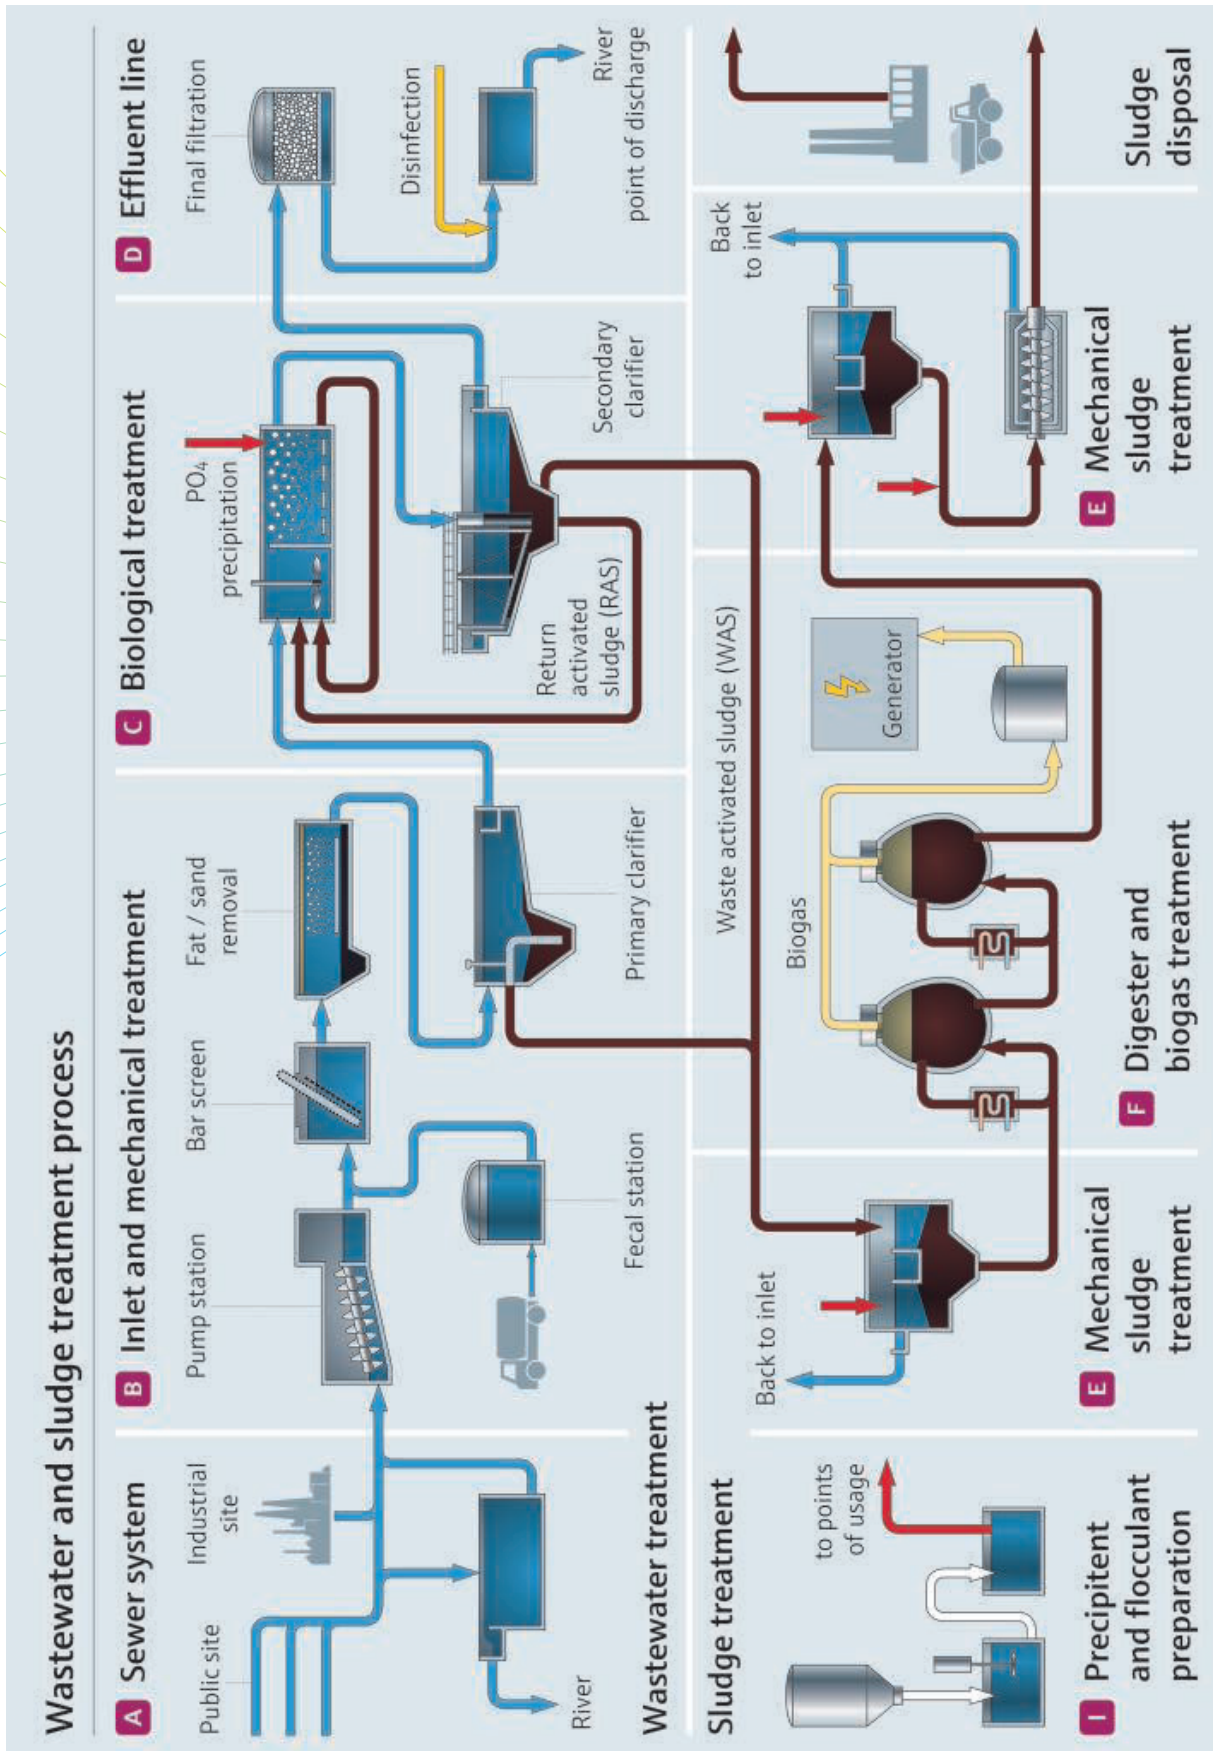 Wastewater and sludge treatment process
A Sewer system
Public site
Industrial
site
River
B Inlet and mechanical treatment
Pump station
Bar screen
Fat / sand
removal
Fecal station
Primary clarifier
C Biological treatment
PO4
precipitation
Return
activated
sludge (RAS)
Secondary
clarifier
D Effluent line
Final filtration
Disinfection
River
point of discharge
Wastewater treatment
Sludge treatment
to points
of usage
I Precipitent
and flocculant
preparation
Back to inlet
E Mechanical
sludge
treatment
Waste activated sludge (WAS)
Biogas
Generator
F Digester and
biogas treatment
Back
to inlet
E Mechanical
sludge
treatment
Sludge
disposal